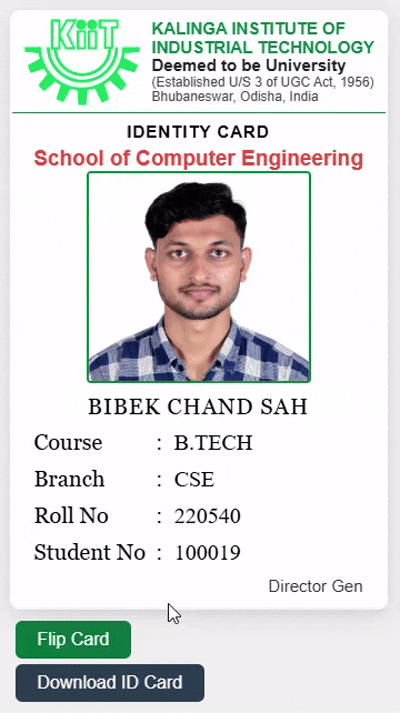 KiiT
KALINGA INSTITUTE OF
INDUSTRIAL TECHNOLOGY
Deemed to be University
(Established U/S 3 of UGC Act, 1956)
Bhubaneswar, Odisha, India
IDENTITY CARD
School of Computer Engineering
BIBEK CHAND SAH
Course : B.TECH
Branch : CSE
Roll No : 220540
Student No : 100019
Director Gen
Flip Card
Download ID Card